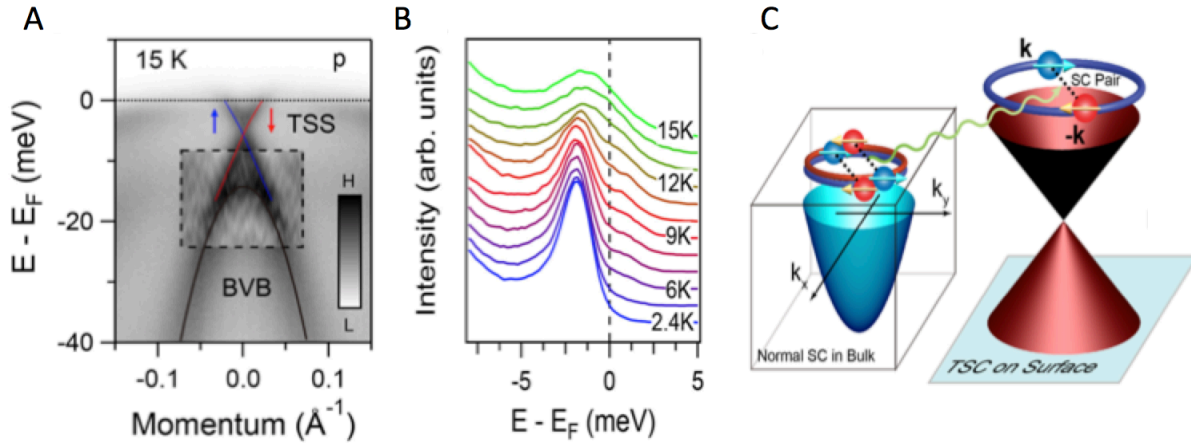 A
15 K
p
0
TSS
-20
BVB
-40
H
L
E - E_F (meV)
-0.1
0.0
0.1
Momentum (Å⁻¹)
B
Intensity (arb. units)
15K
12K
9K
6K
2.4K
-5
0
5
E - E_F (meV)
C
k
SC Pair
-k
k_y
k_x
Normal SC in Bulk
TSC on Surface